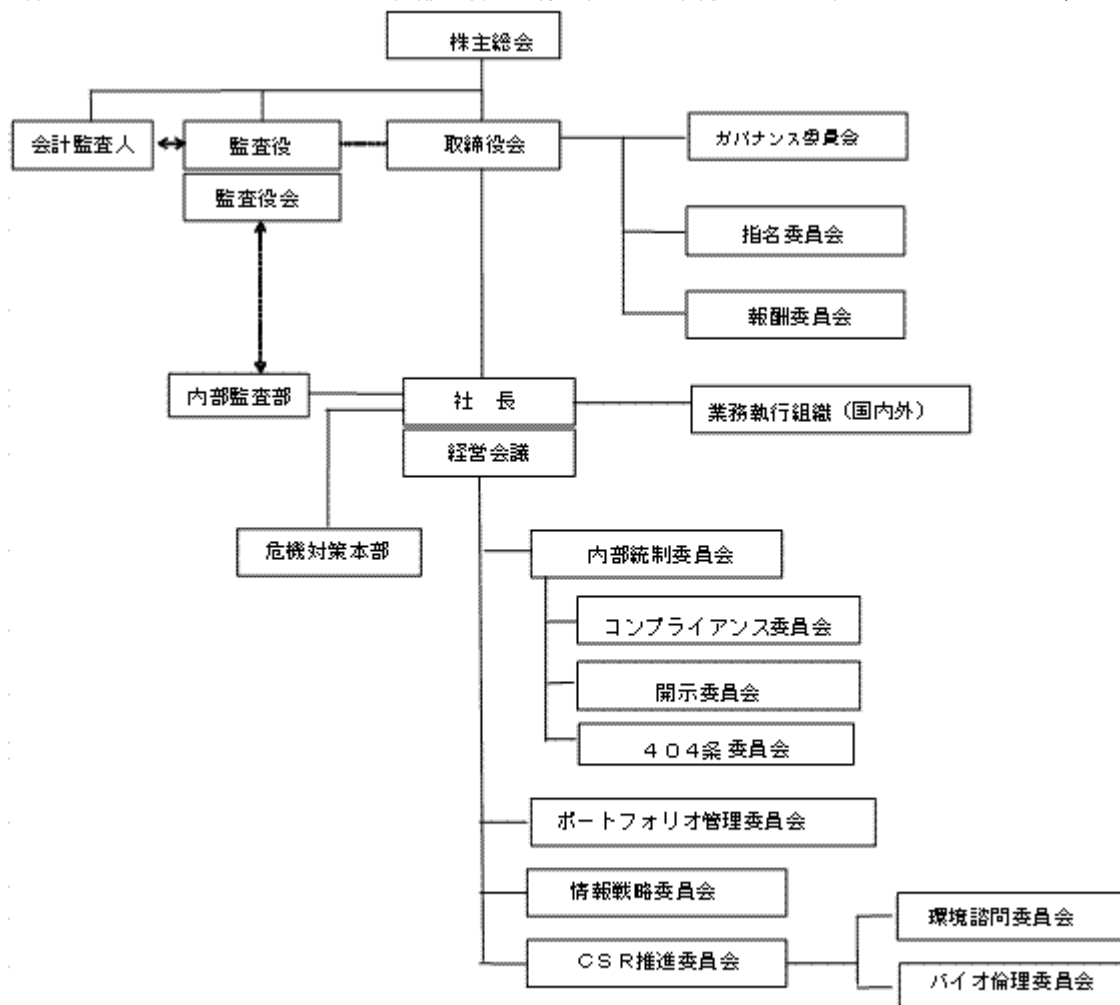 株主総会
会計監査人
監査役
取締役会
ガバナンス委員会
監査役会
指名委員会
報酬委員会
内部監査部
社　長
業務執行組織（国内外）
経営会議
危機対策本部
内部統制委員会
コンプライアンス委員会
開示委員会
４０４条委員会
ポートフォリオ管理委員会
情報戦略委員会
環境諮問委員会
ＣＳＲ推進委員会
バイオ倫理委員会